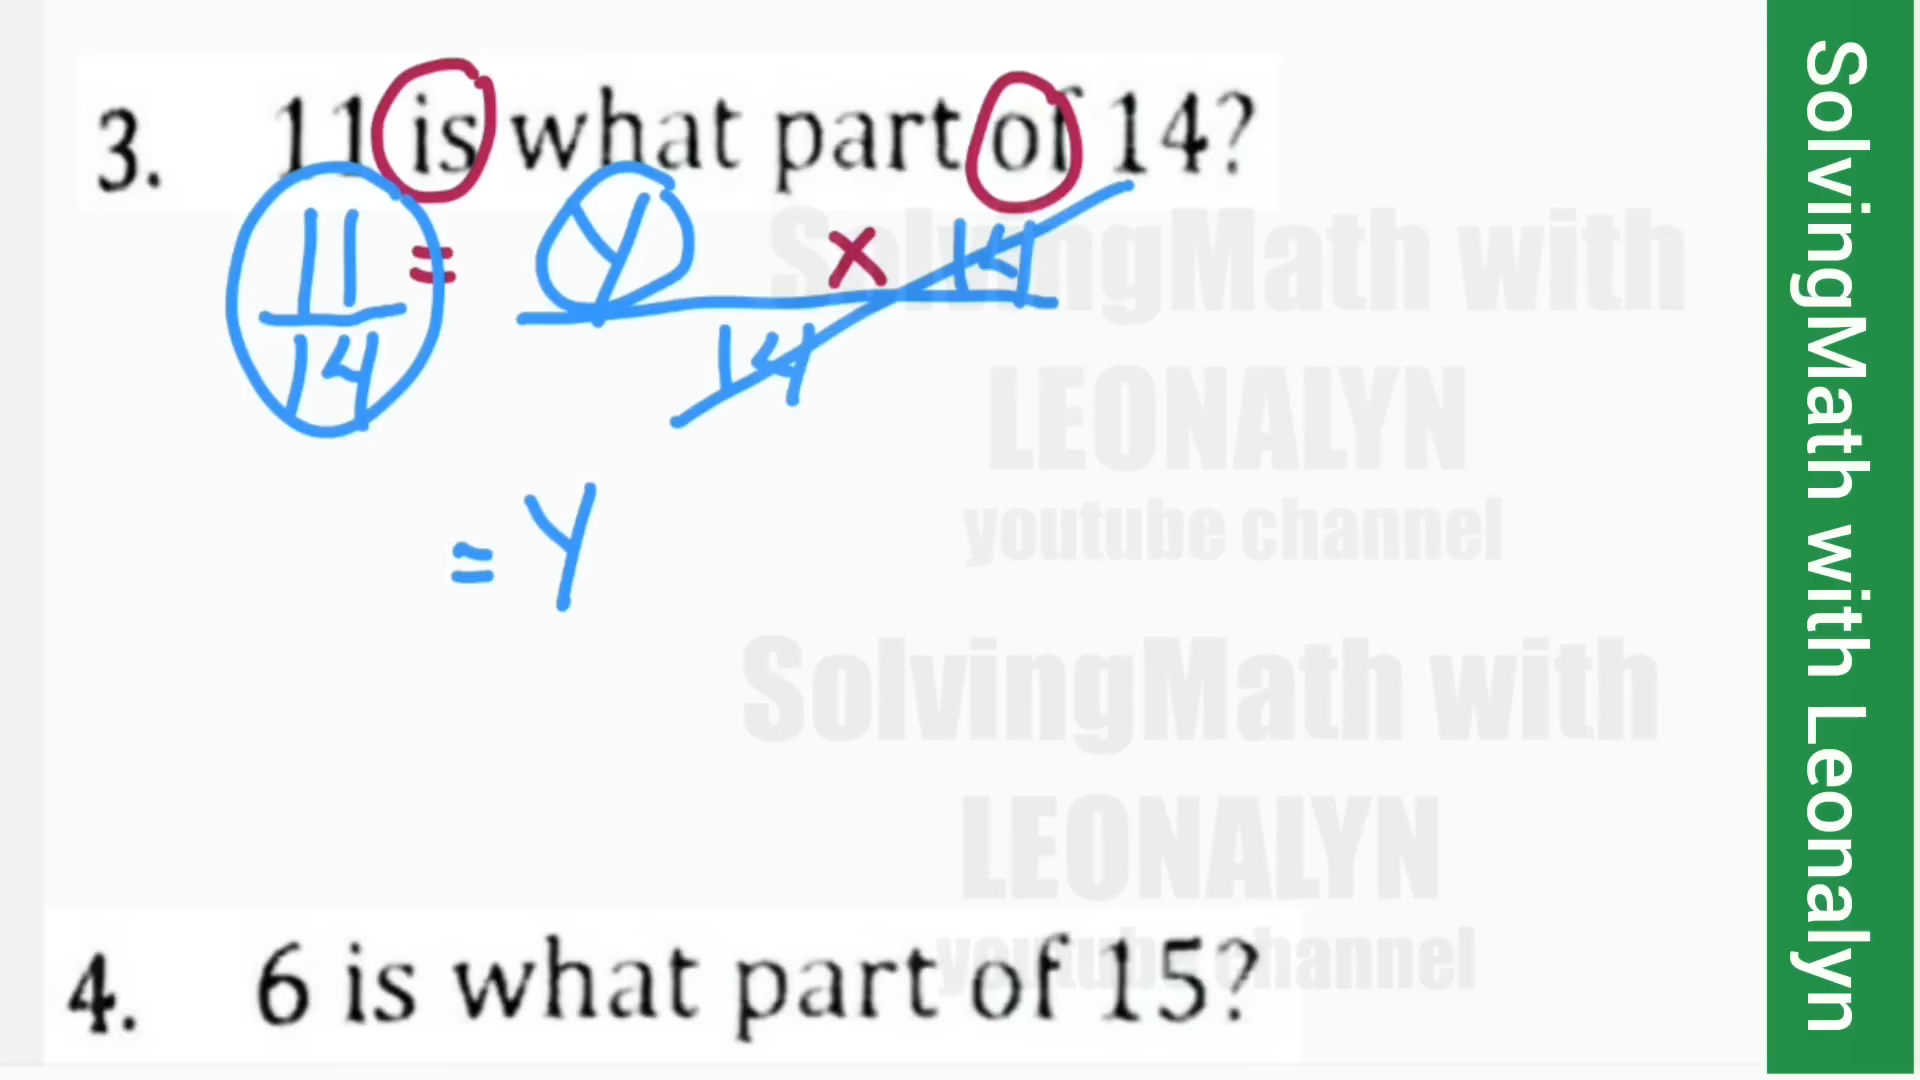 3. 11 is what part of 14?
11 = Y × 14
14 14
= Y
SolvingMath with
LEONALYN
youtube channel
SolvingMath with
LEONALYN
youtube channel
4. 6 is what part of 15?
SolvingMath with Leonalyn